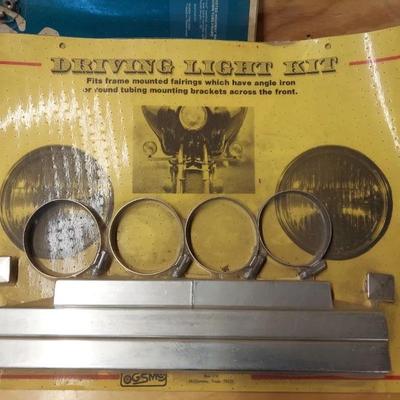 DRIVING LIGHT KIT
Fits frame mounted fairings which have angle iron
or round tubing mounting brackets across the front.
GSM